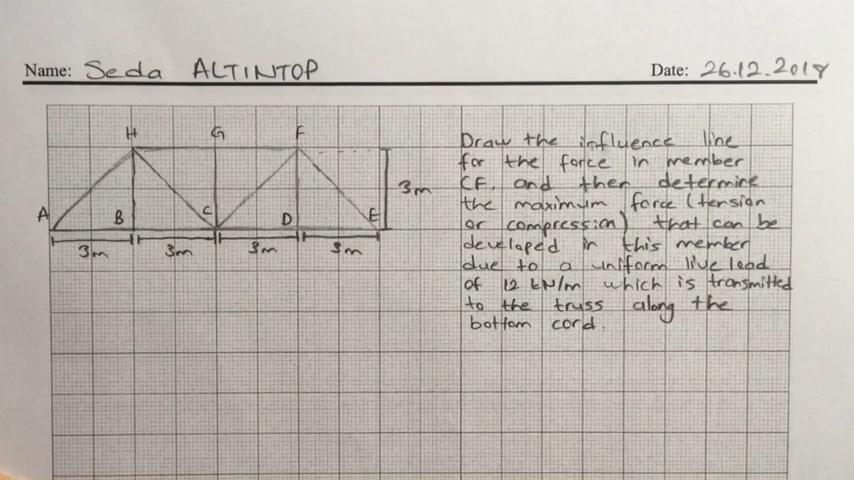 Name: Seda ALTINTOP
Date: 26.12.2018
H G F
3m
A B C D E
3m 3m 3m 3m
Draw the influence line
for the force in member
CF, and then determine
the maximum force (tension
or compression) that can be
developed in this member
due to a uniform live load
of 12 kN/m which is transmitted
to the truss along the
bottom cord.